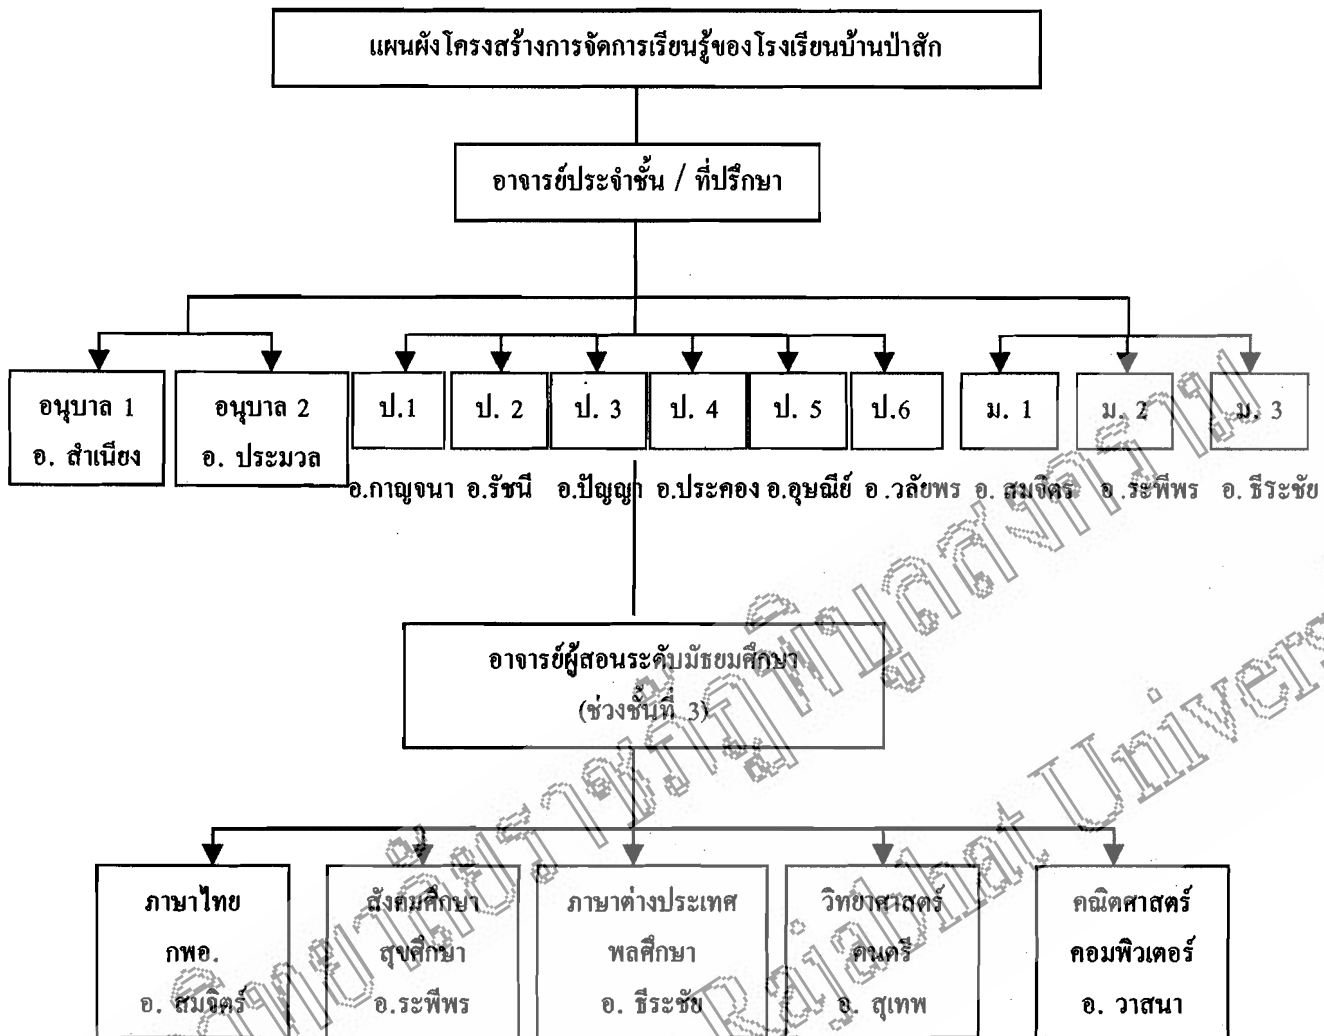 แผนผังโครงสร้างการจัดการเรียนรู้ของโรงเรียนบ้านป่าสัก
อาจารย์ประจำชั้น / ที่ปรึกษา
อนุบาล 1
อ. สำเนียง
อนุบาล 2
อ. ประมวล
ป.1
ป. 2
ป. 3
ป. 4
ป. 5
ป.6
ม. 1
ม. 2
ม. 3
อ.กาญจนา อ.รัชนี อ.ปัญญา อ.ประคอง อ.อุษณีย์ อ.วลัยพร อ. สมจิตร อ.ระพีพร อ. ธีระชัย
อาจารย์ผู้สอนระดับมัธยมศึกษา
(ช่วงชั้นที่ 3)
ภาษาไทย
กพอ.
อ. สมจิตร์
สังคมศึกษา
สุขศึกษา
อ.ระพีพร
ภาษาต่างประเทศ
พลศึกษา
อ. ธีระชัย
วิทยาศาสตร์
ดนตรี
อ. สุเทพ
คณิตศาสตร์
คอมพิวเตอร์
อ. วาสนา
ราชภัฏพิบูลสงคราม
Rajabhat